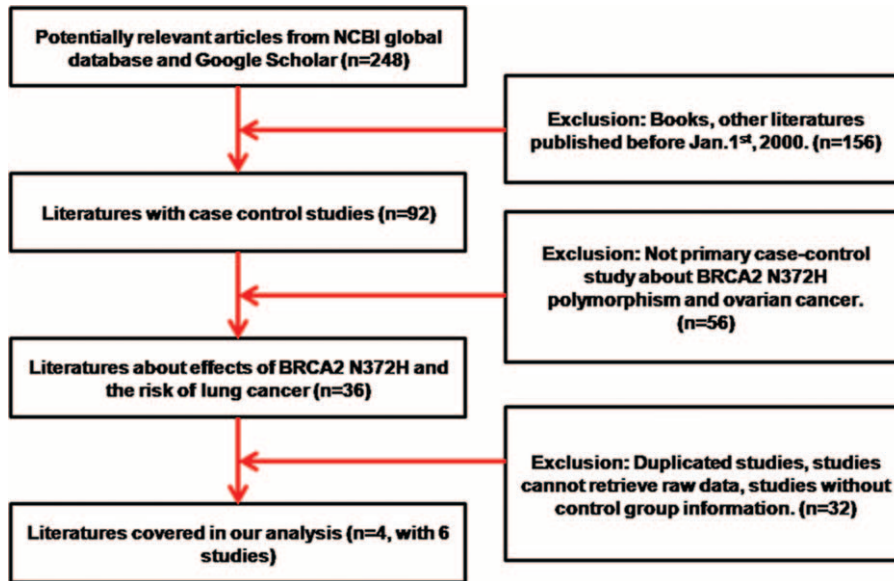 Potentially relevant articles from NCBI global
database and Google Scholar (n=248)
Exclusion: Books, other literatures
published before Jan.1st, 2000. (n=156)
Literatures with case control studies (n=92)
Exclusion: Not primary case-control
study about BRCA2 N372H
polymorphism and ovarian cancer.
(n=56)
Literatures about effects of BRCA2 N372H and
the risk of lung cancer (n=36)
Exclusion: Duplicated studies, studies
cannot retrieve raw data, studies without
control group information. (n=32)
Literatures covered in our analysis (n=4, with 6
studies)